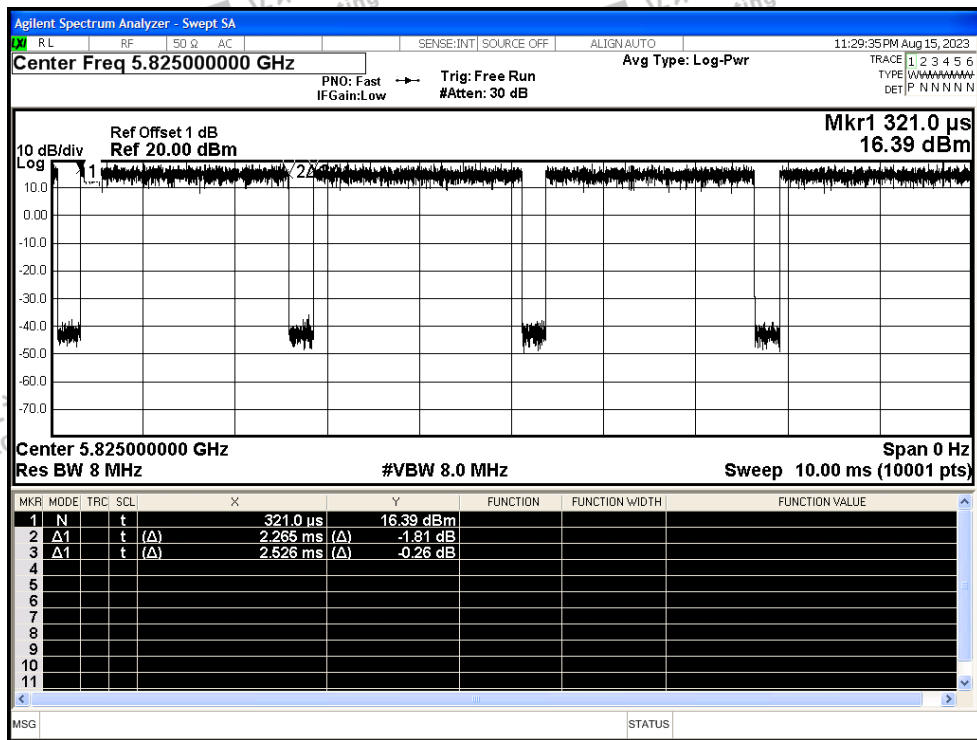 Agilent Spectrum Analyzer - Swept SA
LXI RL RF 50 Ω AC SENSE:INT SOURCE OFF ALIGN AUTO 11:29:35 PM Aug 15, 2023
Center Freq 5.825000000 GHz Avg Type: Log-Pwr TRACE 1 2 3 4 5 6
PNO: Fast Trig: Free Run TYPE
IFGain:Low #Atten: 30 dB DET P N N N N N
Mkr1 321.0 µs
Ref Offset 1 dB
10 dB/div Ref 20.00 dBm 16.39 dBm
Log
1 2Δ
10.0
0.00
-10.0
-20.0
-30.0
-40.0
-50.0
-60.0
-70.0
Center 5.825000000 GHz Span 0 Hz
Res BW 8 MHz #VBW 8.0 MHz Sweep 10.00 ms (10001 pts)
MKR MODE TRC SCL X Y FUNCTION FUNCTION WIDTH FUNCTION VALUE
1 N t 321.0 µs 16.39 dBm
2 Δ1 t (Δ) 2.265 ms (Δ) -1.81 dB
3 Δ1 t (Δ) 2.526 ms (Δ) -0.26 dB
4
5
6
7
8
9
10
11
MSG STATUS